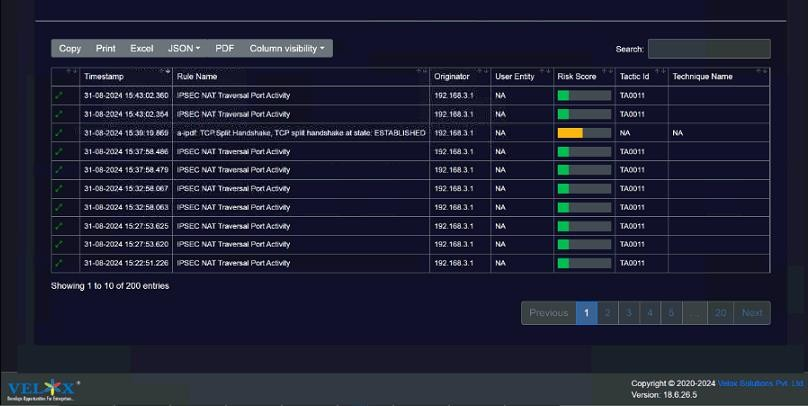 Copy Print Excel JSON PDF Column visibility Search:
Timestamp Rule Name Originator User Entity Risk Score Tactic Id Technique Name
31-08-2024 15:43:02.360 IPSEC NAT Traversal Port Activity 192.168.3.1 NA TA0011
31-08-2024 15:43:02.354 IPSEC NAT Traversal Port Activity 192.168.3.1 NA TA0011
31-08-2024 15:39:19.869 a-ipdf: TCP Split Handshake, TCP split handshake at state: ESTABLISHED 192.168.3.1 NA NA NA
31-08-2024 15:37:58.486 IPSEC NAT Traversal Port Activity 192.168.3.1 NA TA0011
31-08-2024 15:37:58.479 IPSEC NAT Traversal Port Activity 192.168.3.1 NA TA0011
31-08-2024 15:32:58.067 IPSEC NAT Traversal Port Activity 192.168.3.1 NA TA0011
31-08-2024 15:32:58.063 IPSEC NAT Traversal Port Activity 192.168.3.1 NA TA0011
31-08-2024 15:27:53.625 IPSEC NAT Traversal Port Activity 192.168.3.1 NA TA0011
31-08-2024 15:27:53.620 IPSEC NAT Traversal Port Activity 192.168.3.1 NA TA0011
31-08-2024 15:22:51.226 IPSEC NAT Traversal Port Activity 192.168.3.1 NA TA0011
Showing 1 to 10 of 200 entries
Previous 1 2 3 4 5 ... 20 Next
VELOX
Develops Opportunities For Enterprises...
Copyright © 2020-2024 Velox Solutions Pvt. Ltd
Version: 18.6.26.5